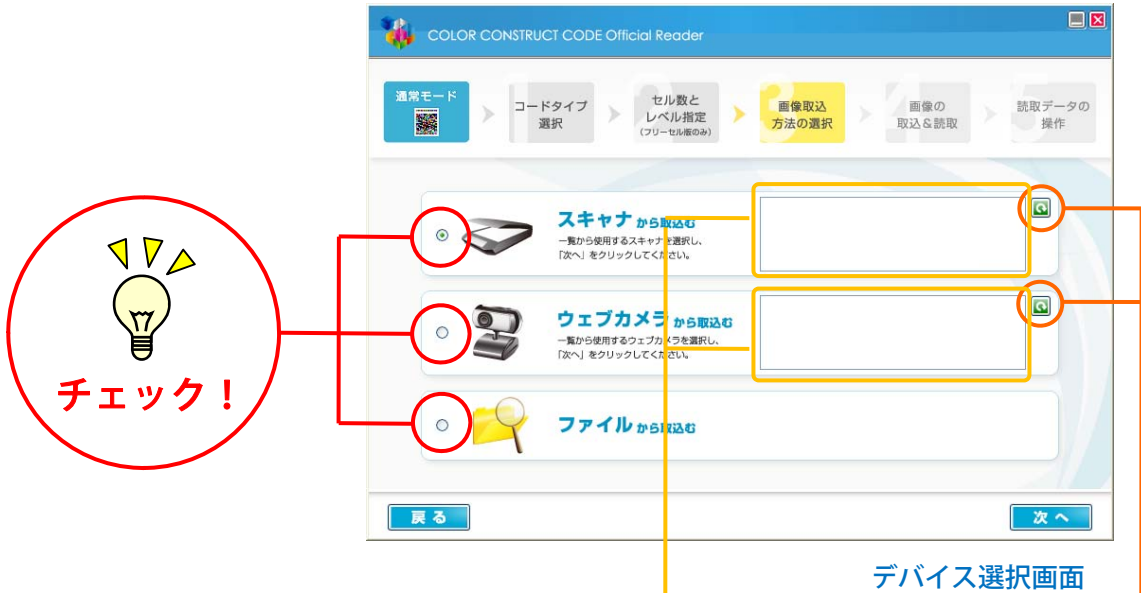 COLOR CONSTRUCT CODE Official Reader
通常モード
1
コードタイプ
選択
2
セル数と
レベル指定
(フリーセル版のみ)
3
画像取込
方法の選択
4
画像の
取込&読取
5
読取データの
操作
スキャナから取込む
一覧から使用するスキャナを選択し、
「次へ」をクリックしてください。
ウェブカメラから取込む
一覧から使用するウェブカメラを選択し、
「次へ」をクリックしてください。
ファイルから取込む
チェック!
戻る
次へ
デバイス選択画面